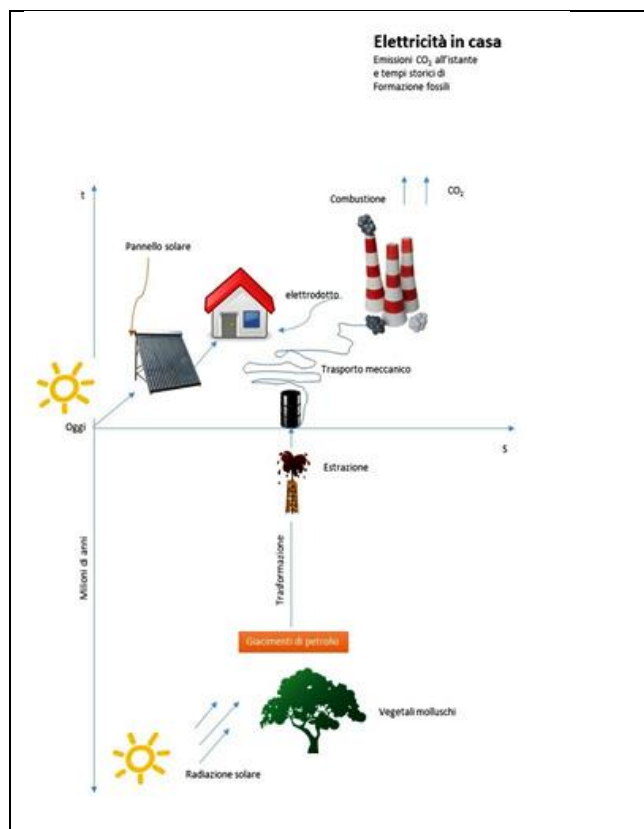 Elettricità in casa
Emissioni CO₂ all'istante
e tempi storici di
Formazione fossili
t
Combustione
CO₂
Pannello solare
elettrodotto.
Trasporto meccanico
Oggi
s
Estrazione
Milioni di anni
Trasformazione
Giacimenti di petrolio
Vegetali molluschi
Radiazione solare